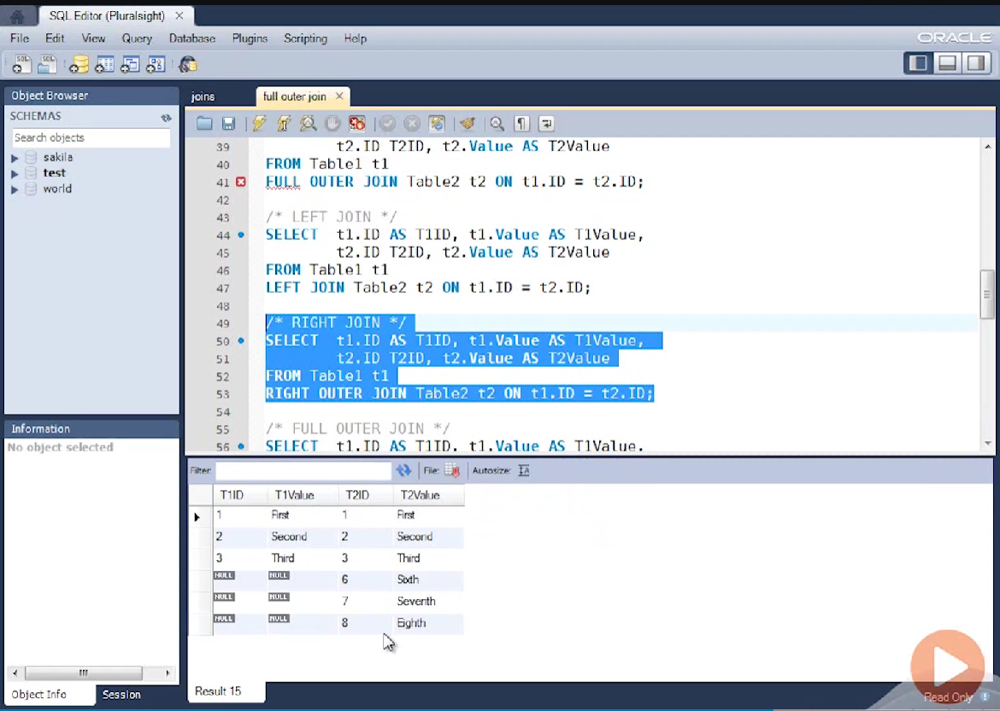 SQL Editor (Pluralsight) ×
File Edit View Query Database Plugins Scripting Help
ORACLE
SQL SQL
Object Browser
SCHEMAS
Search objects
sakila
test
world
Information
No object selected
Object Info Session
joins full outer join ×
39 t2.ID T2ID, t2.Value AS T2Value
40 FROM Table1 t1
41 FULL OUTER JOIN Table2 t2 ON t1.ID = t2.ID;
42
43 /* LEFT JOIN */
44 SELECT t1.ID AS T1ID, t1.Value AS T1Value,
45 t2.ID T2ID, t2.Value AS T2Value
46 FROM Table1 t1
47 LEFT JOIN Table2 t2 ON t1.ID = t2.ID;
48
49 /* RIGHT JOIN */
50 SELECT t1.ID AS T1ID, t1.Value AS T1Value,
51 t2.ID T2ID, t2.Value AS T2Value
52 FROM Table1 t1
53 RIGHT OUTER JOIN Table2 t2 ON t1.ID = t2.ID;
54
55 /* FULL OUTER JOIN */
56 SELECT t1.ID AS T1ID, t1.Value AS T1Value,
Filter: File: Autosize:
T1ID T1Value T2ID T2Value
1 First 1 First
2 Second 2 Second
3 Third 3 Third
NULL NULL 6 Sixth
NULL NULL 7 Seventh
NULL NULL 8 Eighth
Result 15
Read Only